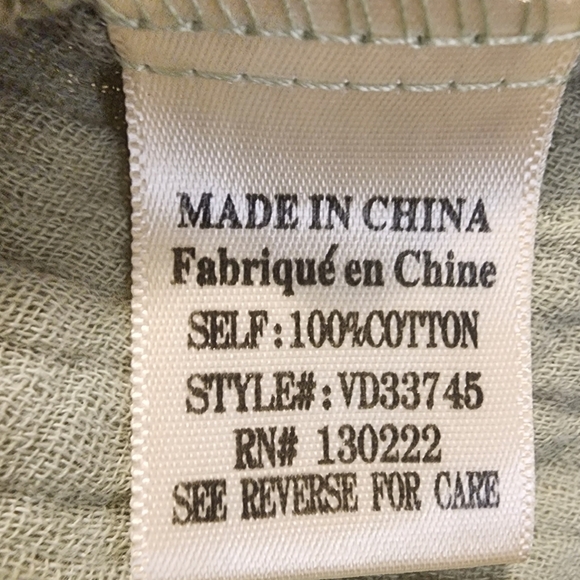 MADE IN CHINA
Fabriqué en Chine
SELF:100%COTTON
STYLE#:VD33745
RN# 130222
SEE REVERSE FOR CARE